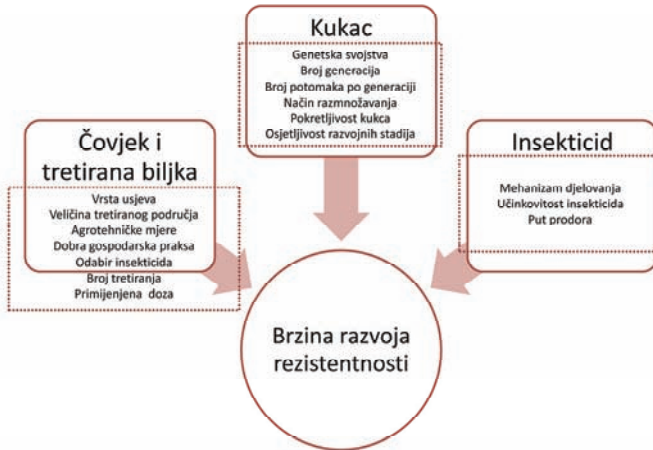 Kukac
Genetska svojstva
Broj generacija
Broj potomaka po generaciji
Način razmnožavanja
Pokretljivost kukca
Osjetljivost razvojnih stadija
Čovjek i
tretirana biljka
Vrsta usjeva
Veličina tretiranog područja
Agrotehničke mjere
Dobra gospodarska praksa
Odabir insekticida
Broj tretiranja
Primijenjena doza
Insekticid
Mehanizam djelovanja
Učinkovitost insekticida
Put prodora
Brzina razvoja
rezistentnosti